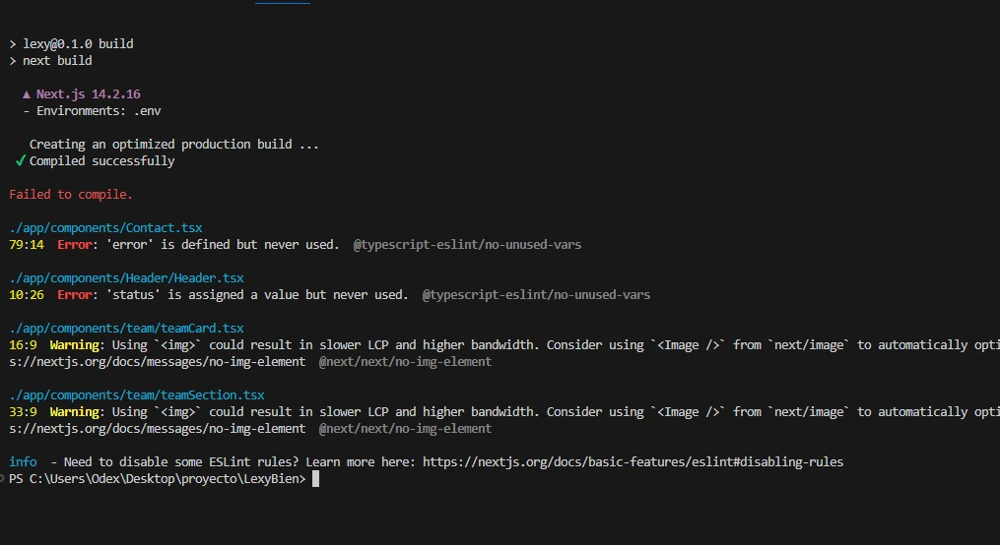 > lexy@0.1.0 build
> next build
▲ Next.js 14.2.16
- Environments: .env
Creating an optimized production build ...
✓ Compiled successfully
Failed to compile.
./app/components/Contact.tsx
79:14  Error: 'error' is defined but never used.  @typescript-eslint/no-unused-vars
./app/components/Header/Header.tsx
10:26  Error: 'status' is assigned a value but never used.  @typescript-eslint/no-unused-vars
./app/components/team/teamCard.tsx
16:9  Warning: Using `<img>` could result in slower LCP and higher bandwidth. Consider using `<Image />` from `next/image` to automatically opti
s://nextjs.org/docs/messages/no-img-element  @next/next/no-img-element
./app/components/team/teamSection.tsx
33:9  Warning: Using `<img>` could result in slower LCP and higher bandwidth. Consider using `<Image />` from `next/image` to automatically opti
s://nextjs.org/docs/messages/no-img-element  @next/next/no-img-element
info  - Need to disable some ESLint rules? Learn more here: https://nextjs.org/docs/basic-features/eslint#disabling-rules
PS C:\Users\Odex\Desktop\proyecto\LexyBien>